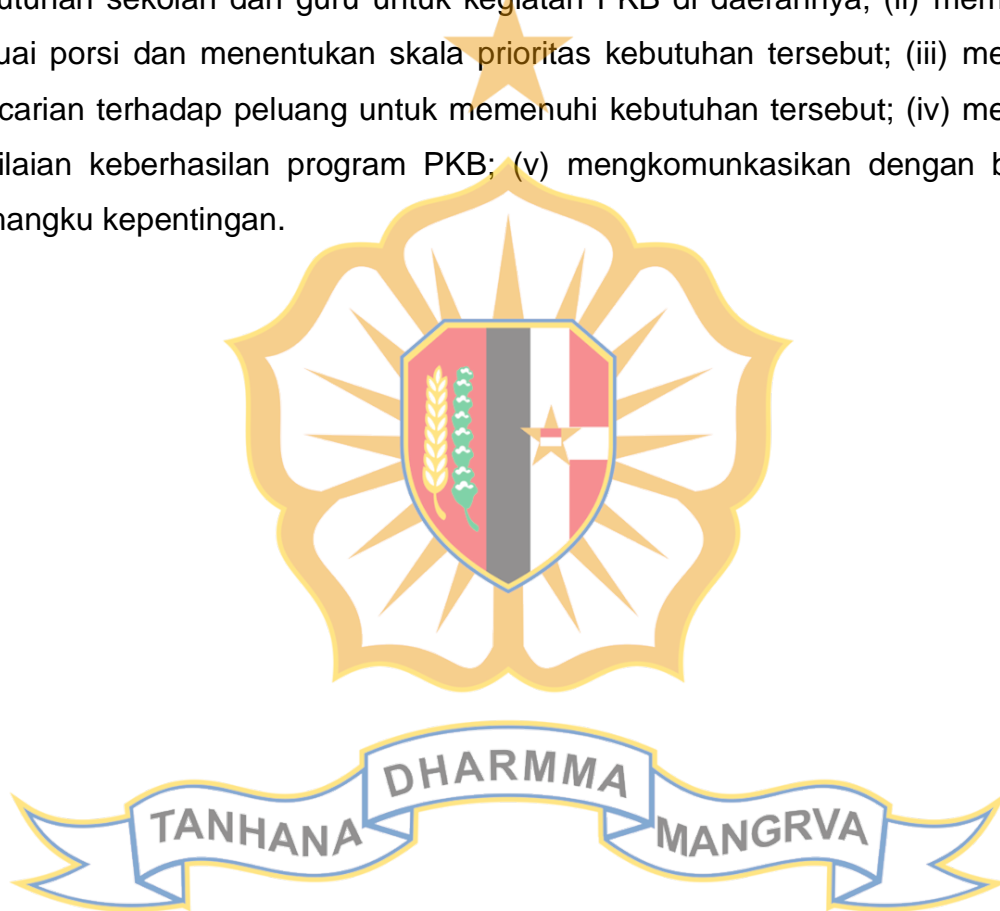 utuhan sekolah dan guru untuk kegiatan PKB di daerahnya; (ii) mem
uai porsi dan menentukan skala prioritas kebutuhan tersebut; (iii) me
carian terhadap peluang untuk memenuhi kebutuhan tersebut; (iv) me
ilaian keberhasilan program PKB; (v) mengkomunkasikan dengan b
nangku kepentingan.
TANHANA DHARMMA MANGRVA